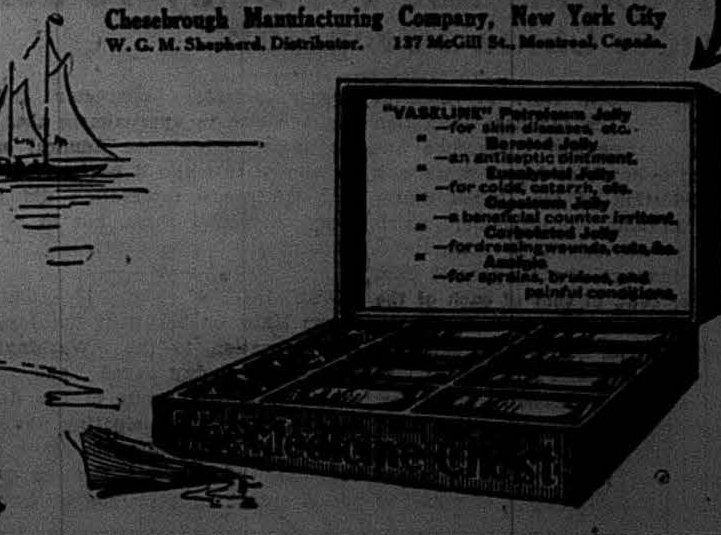 Chesebrough Manufacturing Company, New York City
W. G. M. Shepherd, Distributor. 137 McGill St., Montreal, Canada.
"VASELINE" Petroleum Jelly
—for skin diseases, etc.
" Borated Jelly
—an antiseptic ointment.
" Eucalyptol Jelly
—for colds, catarrh, etc.
" Capsicum Jelly
—a beneficial counter irritant.
" Carbolated Jelly
—for dressing wounds, cuts, &c.
"
—for sprains, bruises, and
painful conditions.
Medicine Chest